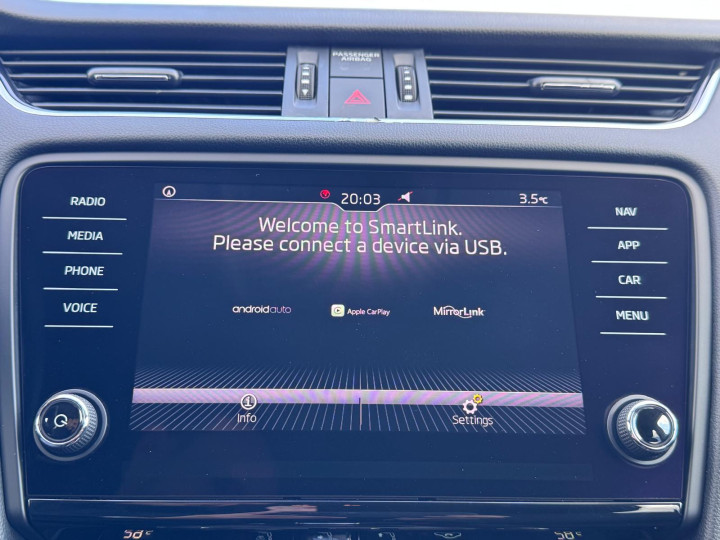 PASSENGER
AIRBAG
20:03
3.5°C
RADIO
MEDIA
PHONE
VOICE
Welcome to SmartLink.
Please connect a device via USB.
androidauto
Apple CarPlay
MirrorLink
Info
Settings
NAV
APP
CAR
MENU